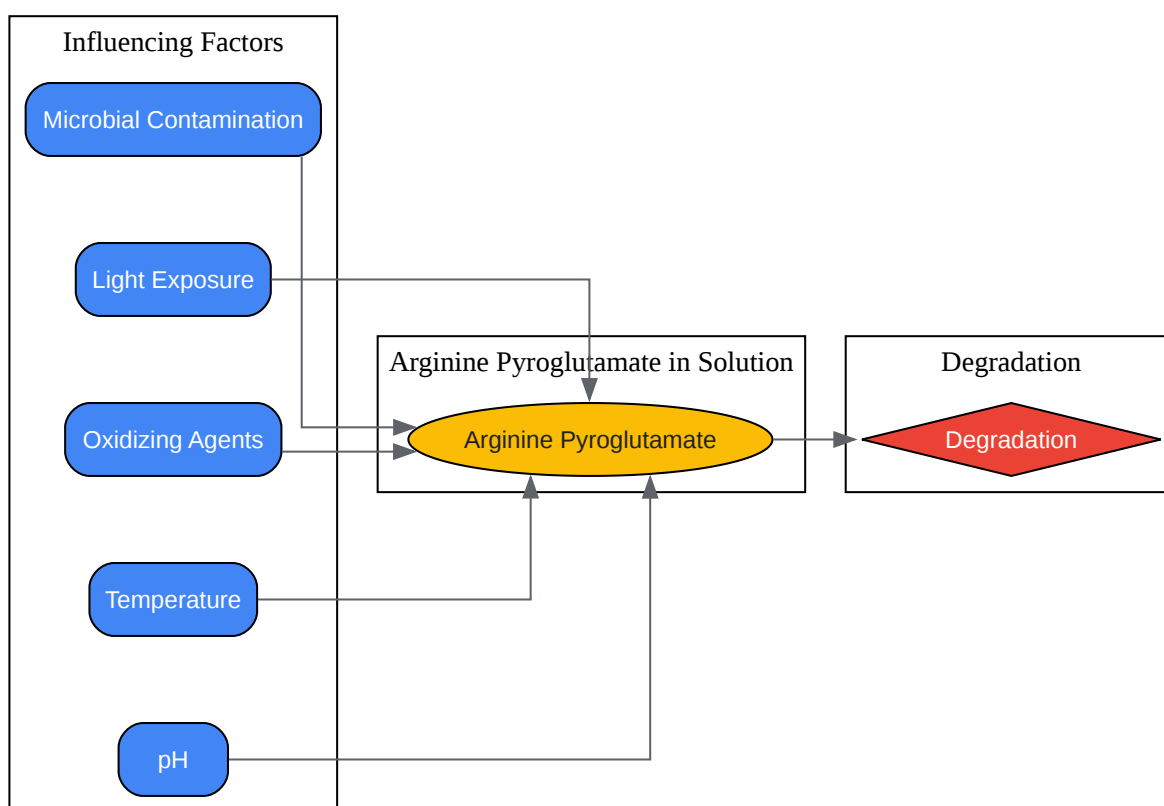 Influencing Factors
Microbial Contamination
Light Exposure
Oxidizing Agents
Temperature
pH
Arginine Pyroglutamate in Solution
Arginine Pyroglutamate
Degradation
Degradation